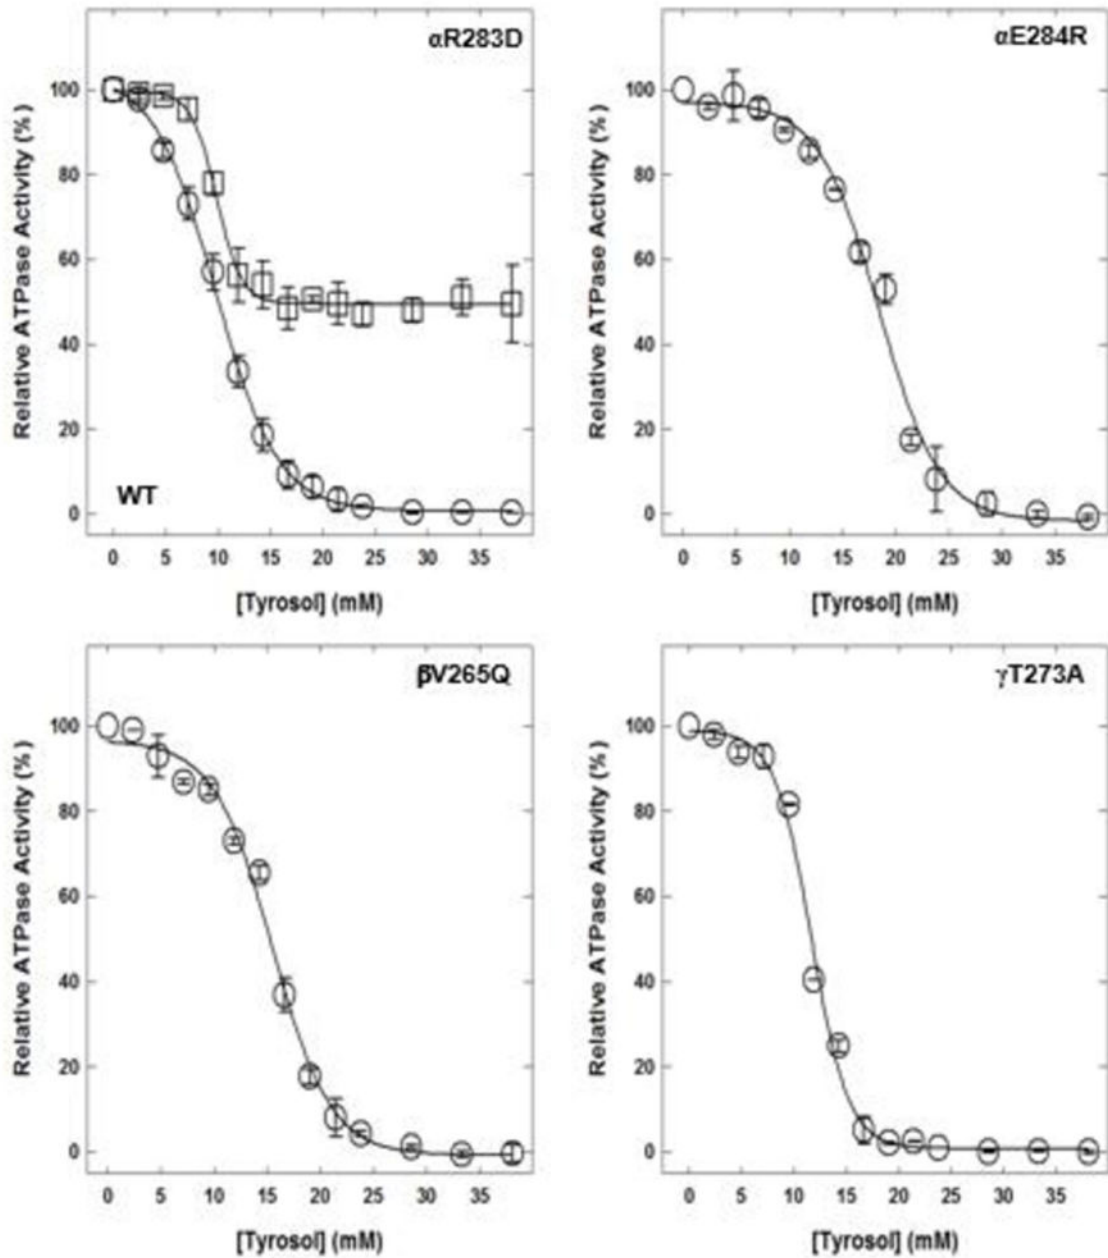 αR283D
100
80
60
40
20
0
Relative ATPase Activity (%)
WT
0 5 10 15 20 25 30 35
[Tyrosol] (mM)
αE284R
100
80
60
40
20
0
Relative ATPase Activity (%)
0 5 10 15 20 25 30 35
[Tyrosol] (mM)
βV265Q
100
80
60
40
20
0
Relative ATPase Activity (%)
0 5 10 15 20 25 30 35
[Tyrosol] (mM)
γT273A
100
80
60
40
20
0
Relative ATPase Activity (%)
0 5 10 15 20 25 30 35
[Tyrosol] (mM)